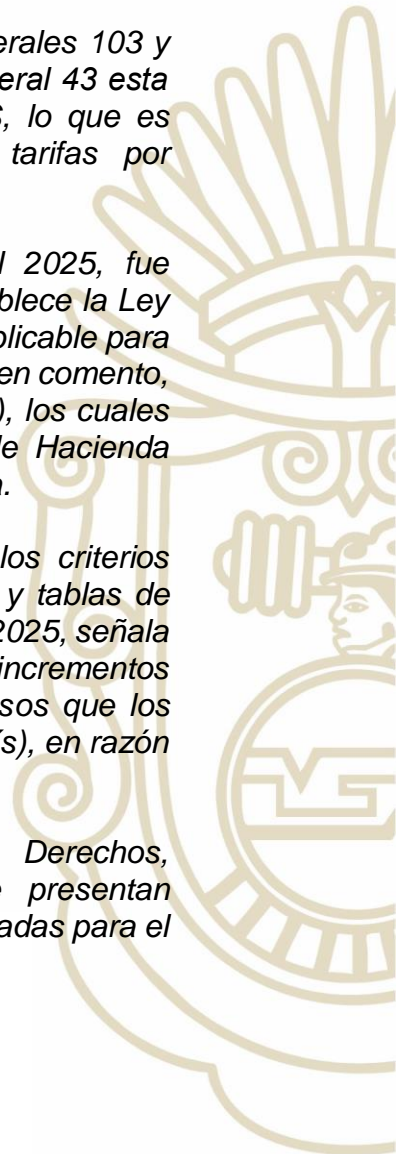 erales 103 y
eral 43 esta
S, lo que es
tarifas por
l 2025, fue
blece la Ley
plicable para
en comento,
), los cuales
de Hacienda
a.
los criterios
y tablas de
2025, señala
incrementos
sos que los
(s), en razón
Derechos,
e presentan
adas para el